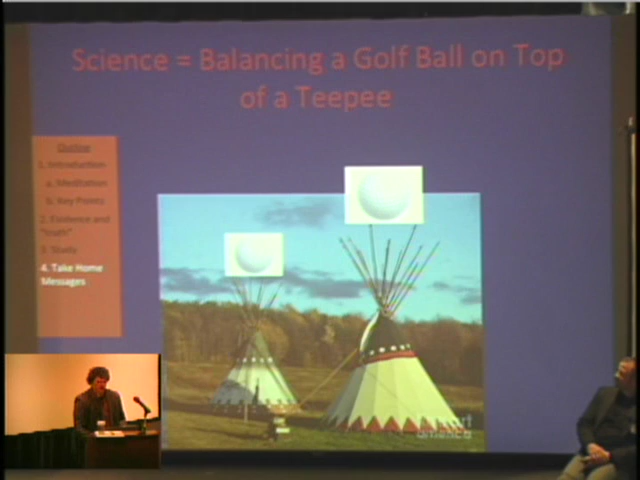 Science = Balancing a Golf Ball on Top
of a Teepee
Outline
1. Introduction
a. Meditation
b. Key Points
2. Evidence and
"truth"
3. Study
4. Take Home
Messages
america